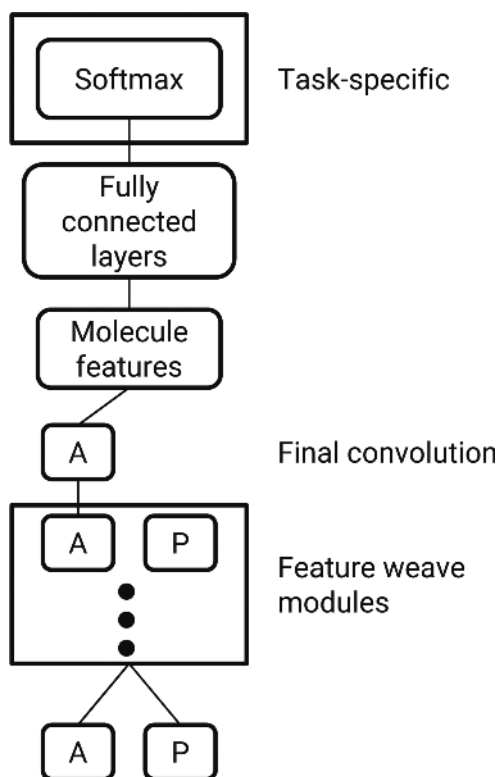 Softmax
Task-specific
Fully
connected
layers
Molecule
features
A
Final convolution
A P
Feature weave
modules
A P